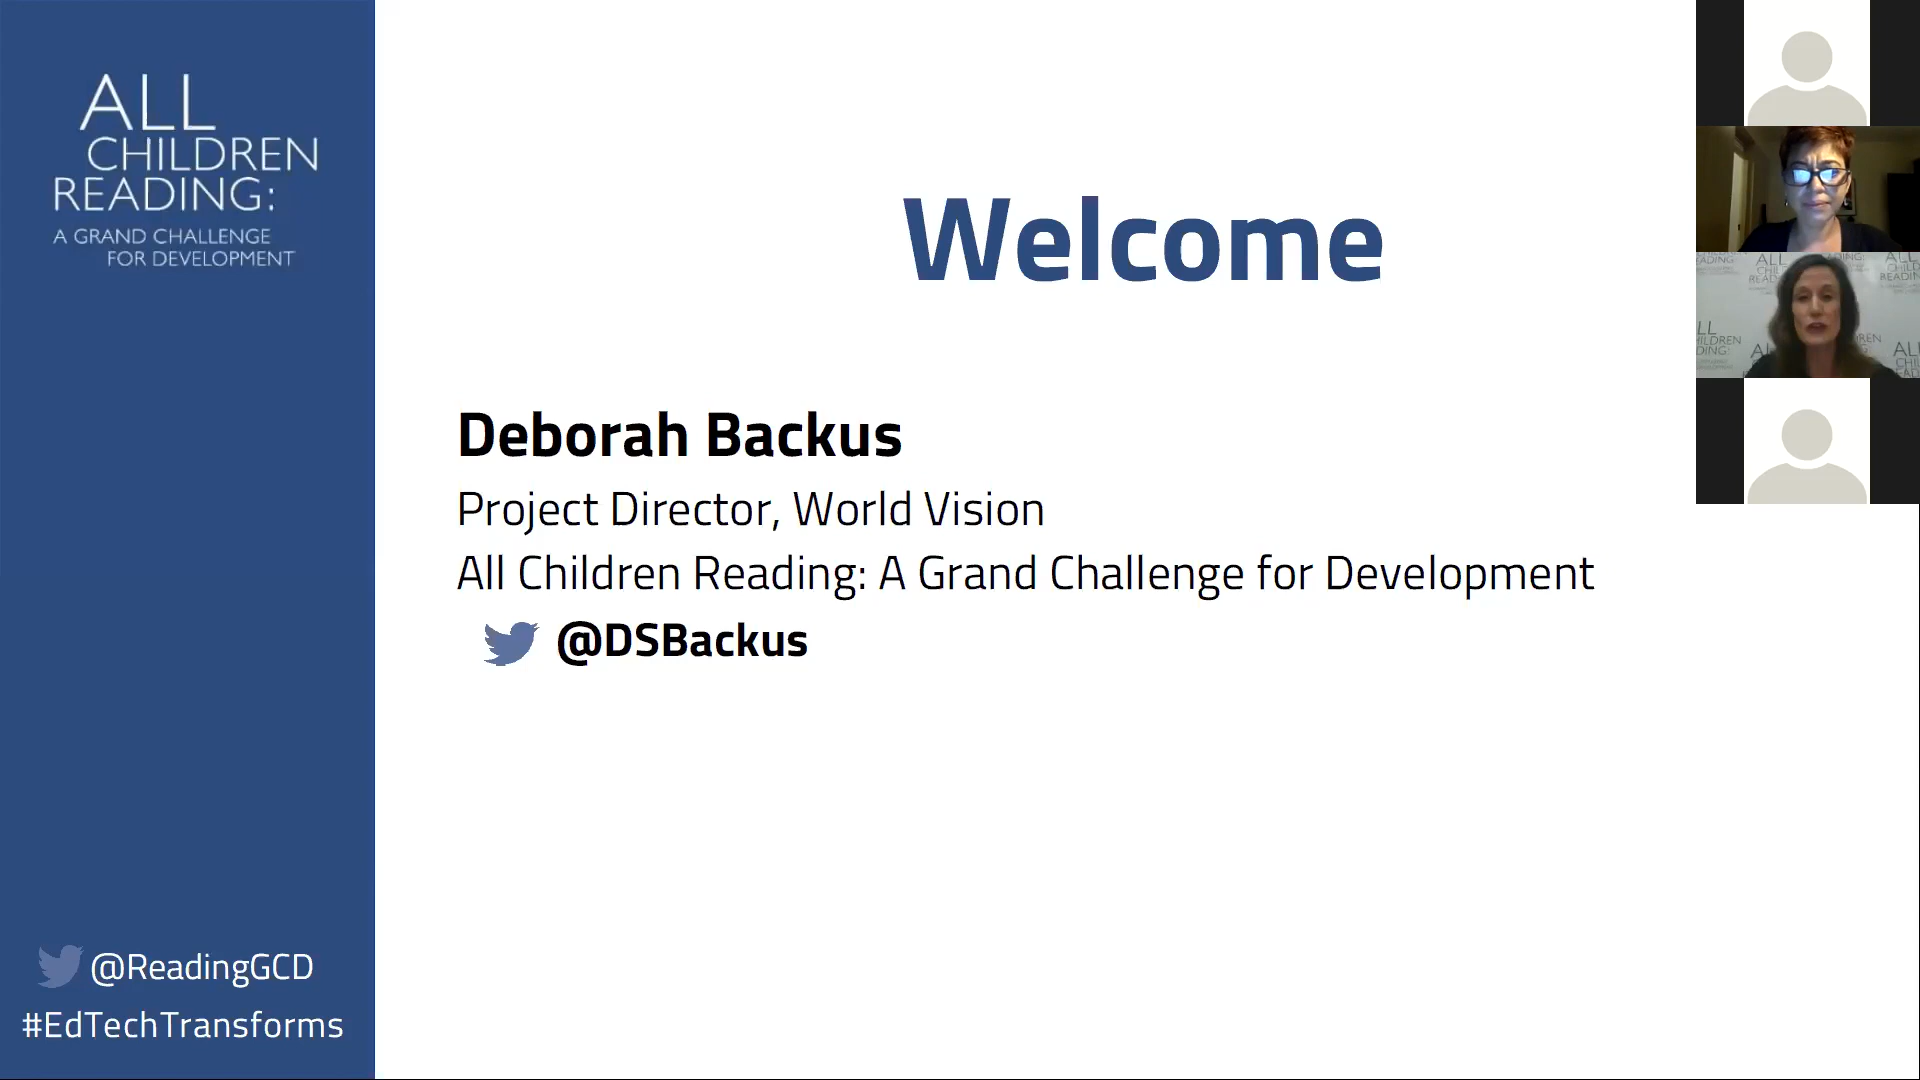 ALL
CHILDREN
READING:
A GRAND CHALLENGE
FOR DEVELOPMENT
Welcome
Deborah Backus
Project Director, World Vision
All Children Reading: A Grand Challenge for Development
@DSBackus
@ReadingGCD
#EdTechTransforms